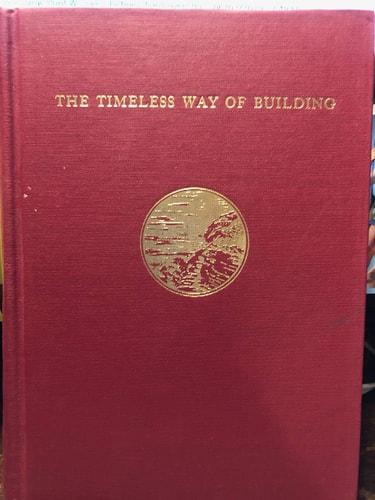 THE TIMELESS WAY OF BUILDING